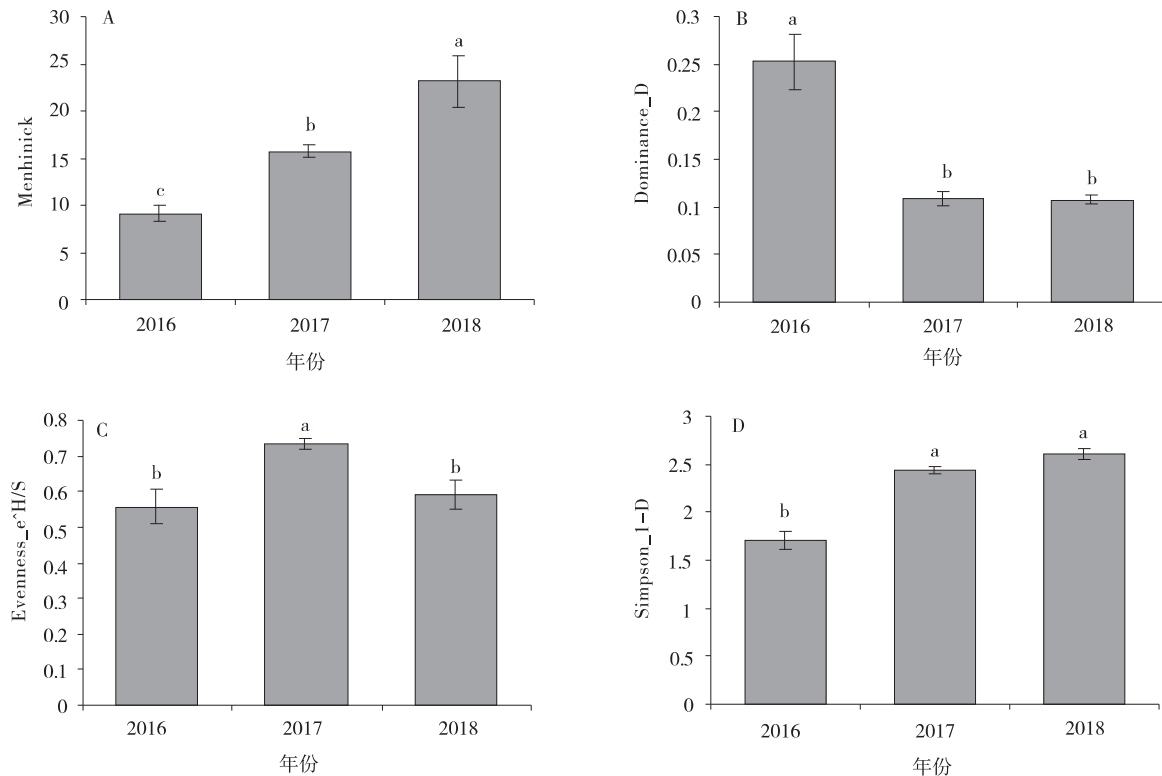 A
Menhinick
30
25
20
15
10
5
0
c
b
a
2016 2017 2018
年份
B
Dominance_D
0.3
0.25
0.2
0.15
0.1
0.05
0
a
b
b
2016 2017 2018
年份
C
Evenness_e^H/S
0.8
0.7
0.6
0.5
0.4
0.3
0.2
0.1
0
b
a
b
2016 2017 2018
年份
D
Simpson_1-D
3
2.5
2
1.5
1
0.5
0
b
a
a
2016 2017 2018
年份